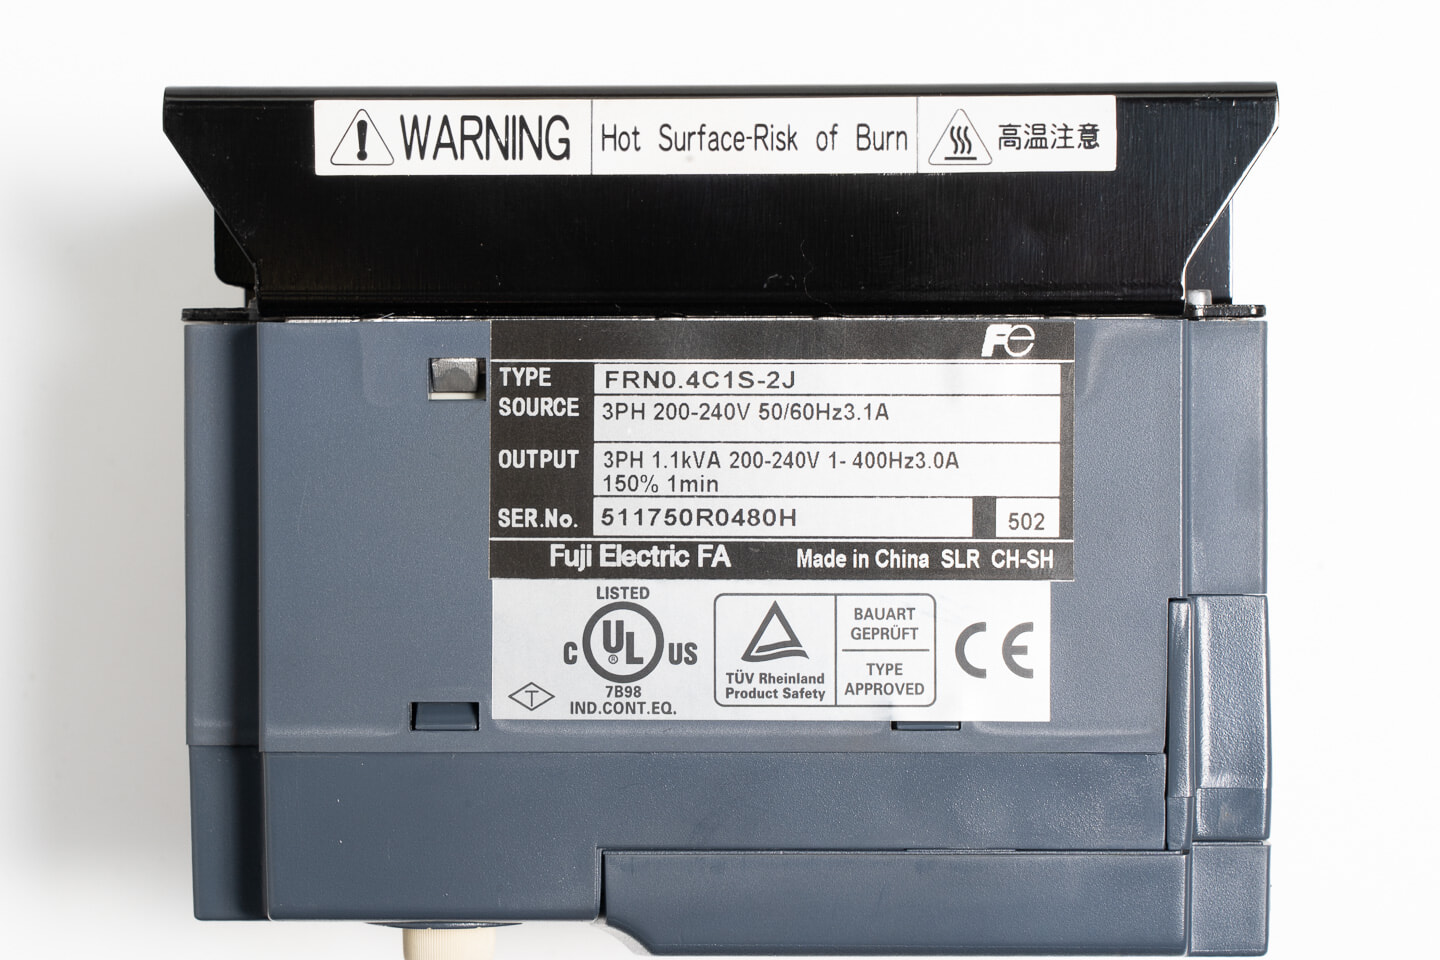 WARNING Hot Surface-Risk of Burn 高温注意
Fe
TYPE FRN0.4C1S-2J
SOURCE 3PH 200-240V 50/60Hz3.1A
OUTPUT 3PH 1.1kVA 200-240V 1- 400Hz3.0A
150% 1min
SER.No. 511750R0480H 502
Fuji Electric FA Made in China SLR CH-SH
LISTED
C UL ® US
7B98
IND.CONT.EQ.
T
TÜV Rheinland
Product Safety
BAUART
GEPRÜFT
TYPE
APPROVED
CE